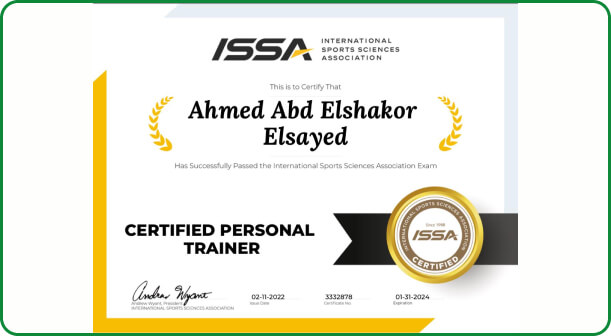 ISSA
INTERNATIONAL
SPORTS SCIENCES
ASSOCIATION
This is to Certify That
Ahmed Abd Elshakor
Elsayed
Has Successfully Passed the International Sports Sciences Association Exam
CERTIFIED PERSONAL
TRAINER
INTERNATIONAL SPORTS SCIENCES ASSOCIATION
Since 1988
ISSA
CERTIFIED
Andrew Wyant
02-11-2022 3332878 01-31-2024
Andrew Wyant, President Issue Date Certificate No. Expiration
INTERNATIONAL SPORTS SCIENCES ASSOCIATION